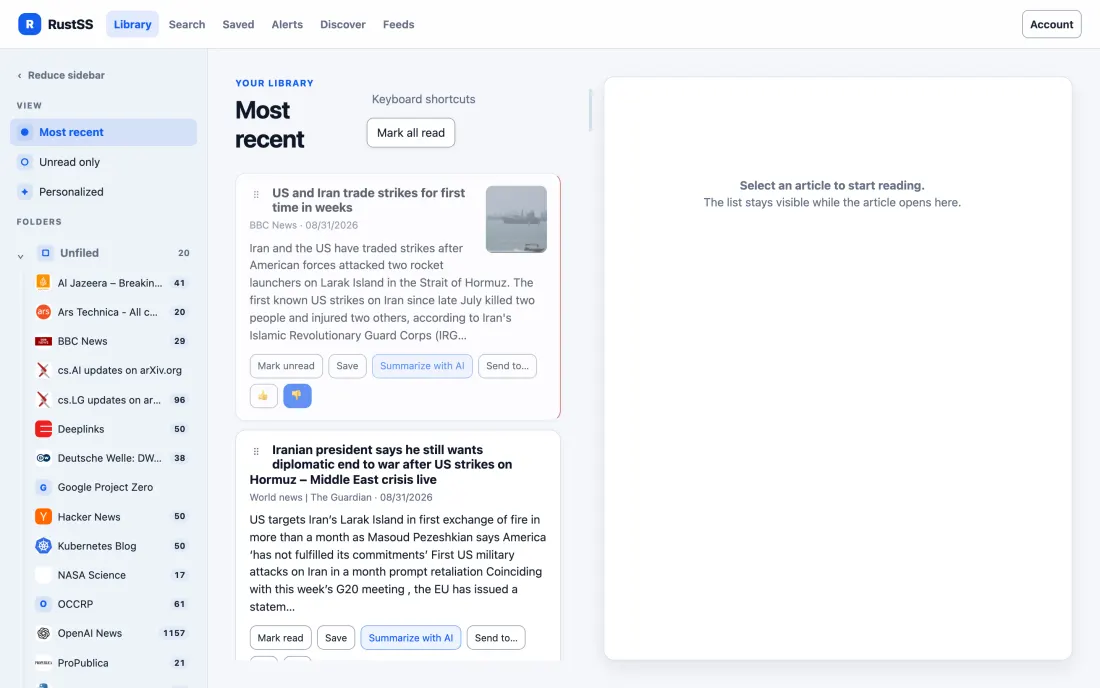 R RustSS Library Search Saved Alerts Discover Feeds Account
‹ Reduce sidebar
VIEW
Most recent
Unread only
Personalized
FOLDERS
Unfiled 20
Al Jazeera – Breakin... 41
ars Ars Technica - All c... 20
BBC News 29
cs.AI updates on arXiv.org
cs.LG updates on ar... 96
Deeplinks 50
Deutsche Welle: DW... 38
G Google Project Zero
Y Hacker News 50
Kubernetes Blog 50
NASA Science 17
O OCCRP 61
OpenAI News 1157
ProPublica 21
YOUR LIBRARY
Most
recent
Keyboard shortcuts
Mark all read
US and Iran trade strikes for first
time in weeks
BBC News · 08/31/2026
Iran and the US have traded strikes after
American forces attacked two rocket
launchers on Larak Island in the Strait of Hormuz. The
first known US strikes on Iran since late July killed two
people and injured two others, according to Iran's
Islamic Revolutionary Guard Corps (IRG...
Mark unread Save Summarize with AI Send to...
Iranian president says he still wants
diplomatic end to war after US strikes on
Hormuz – Middle East crisis live
World news | The Guardian · 08/31/2026
US targets Iran’s Larak Island in first exchange of fire in
more than a month as Masoud Pezeshkian says America
‘has not fulfilled its commitments’ First US military
attacks on Iran in a month prompt retaliation Coinciding
with this week’s G20 meeting , the EU has issued a
statem...
Mark read Save Summarize with AI Send to...
Select an article to start reading.
The list stays visible while the article opens here.